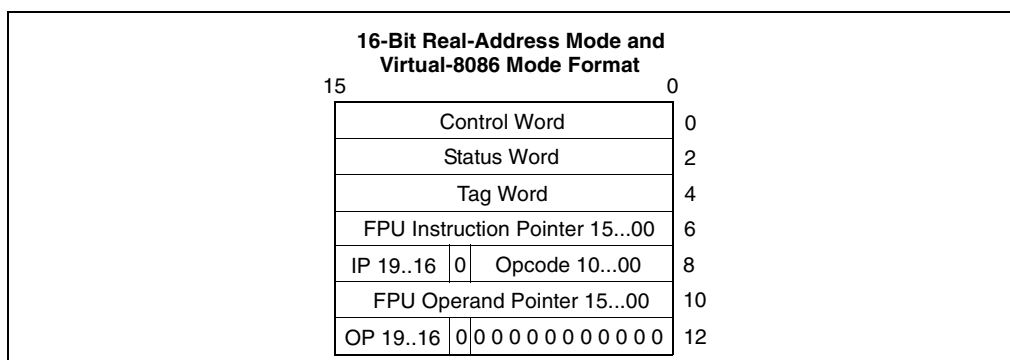 16-Bit Real-Address Mode and
Virtual-8086 Mode Format
15 0
Control Word 0
Status Word 2
Tag Word 4
FPU Instruction Pointer 15...00 6
IP 19..16 0 Opcode 10...00 8
FPU Operand Pointer 15...00 10
OP 19..16 0 0 0 0 0 0 0 0 0 0 0 0 12